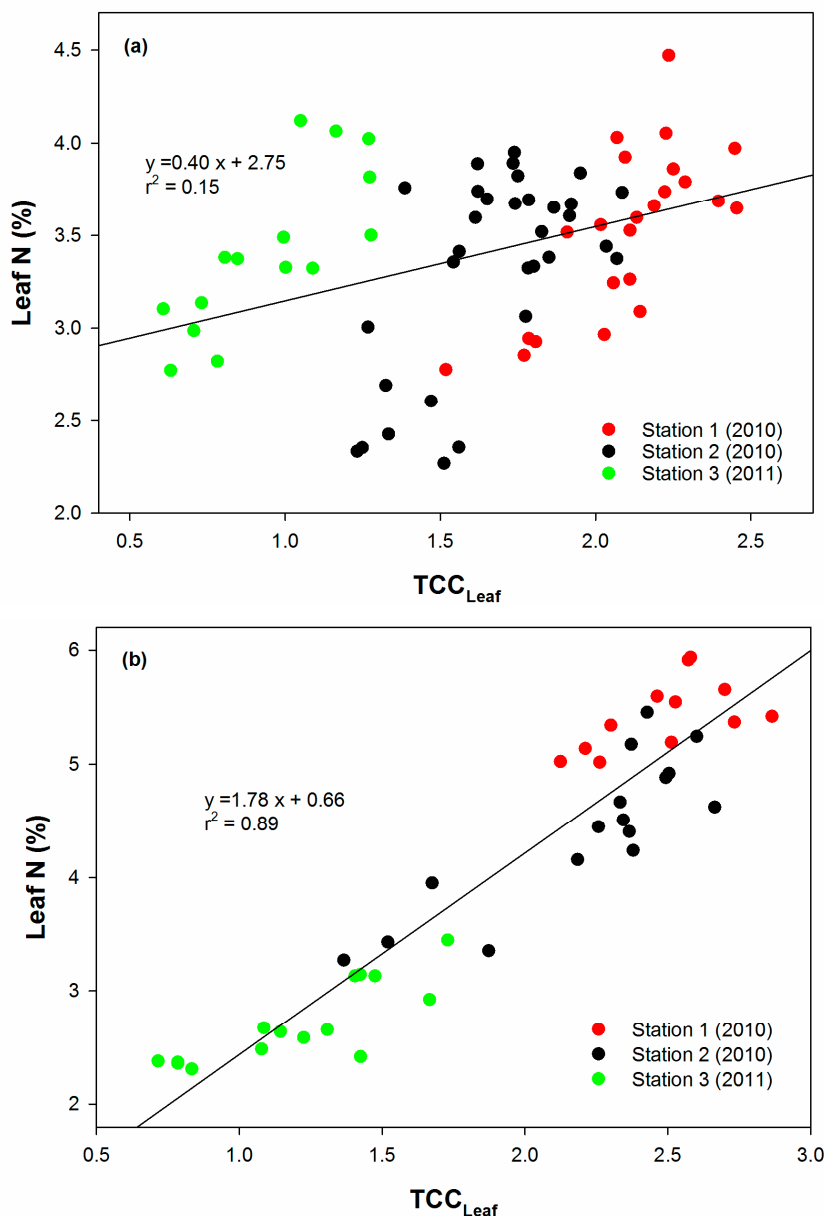 (a)
4.5
4.0
3.5
3.0
2.5
2.0
Leaf N (%)
y =0.40 x + 2.75
r² = 0.15
Station 1 (2010)
Station 2 (2010)
Station 3 (2011)
0.5 1.0 1.5 2.0 2.5
TCC_Leaf
(b)
6
5
4
3
2
Leaf N (%)
y =1.78 x + 0.66
r² = 0.89
Station 1 (2010)
Station 2 (2010)
Station 3 (2011)
0.5 1.0 1.5 2.0 2.5 3.0
TCC_Leaf